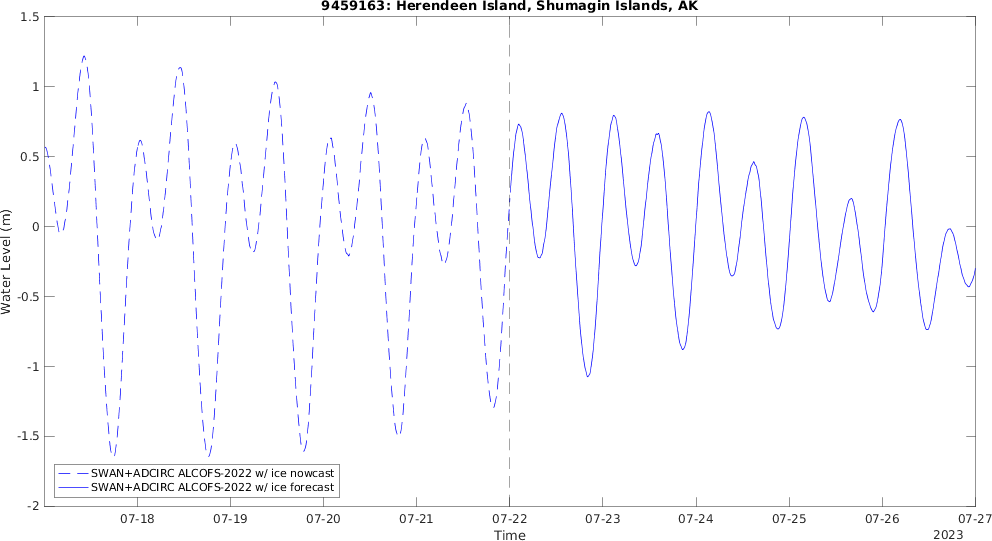 9459163: Herendeen Island, Shumagin Islands, AK
1.5
1
0.5
0
-0.5
-1
-1.5
-2
Water Level (m)
SWAN+ADCIRC ALCOFS-2022 w/ ice nowcast
SWAN+ADCIRC ALCOFS-2022 w/ ice forecast
07-18 07-19 07-20 07-21 07-22 07-23 07-24 07-25 07-26 07-27
Time
2023